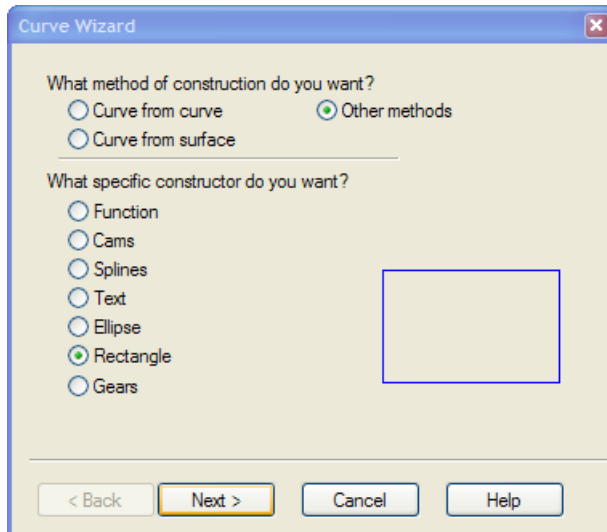 Curve Wizard
What method of construction do you want?
Curve from curve
Other methods
Curve from surface
What specific constructor do you want?
Function
Cams
Splines
Text
Ellipse
Rectangle
Gears
< Back
Next >
Cancel
Help